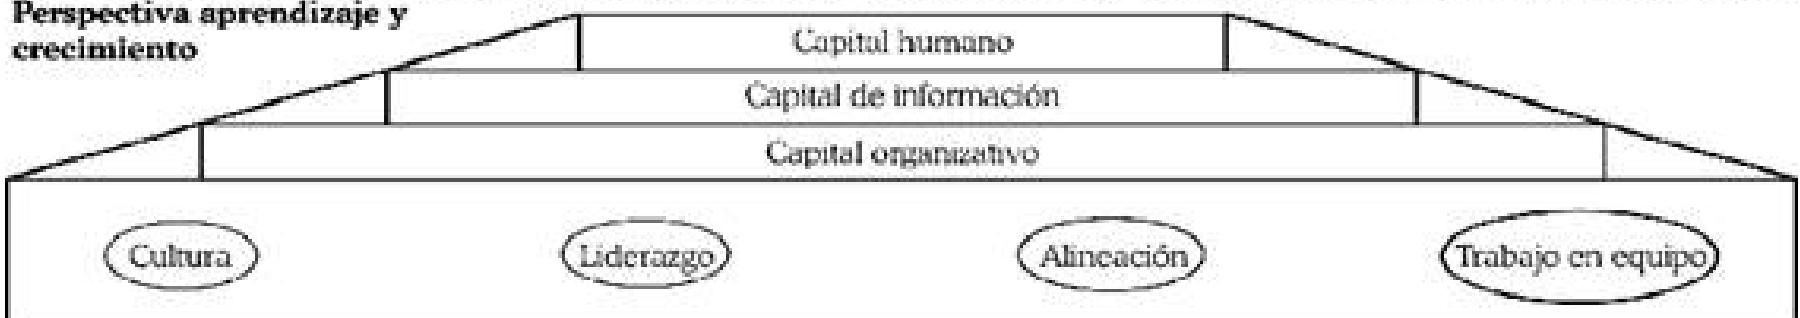 Perspectiva aprendizaje y
crecimiento
Capital humano
Capital de información
Capital organizativo
Cultura
Liderazgo
Alineación
Trabajo en equipo